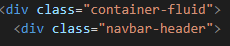 <div class="container-fluid">
<div class="navbar-header">